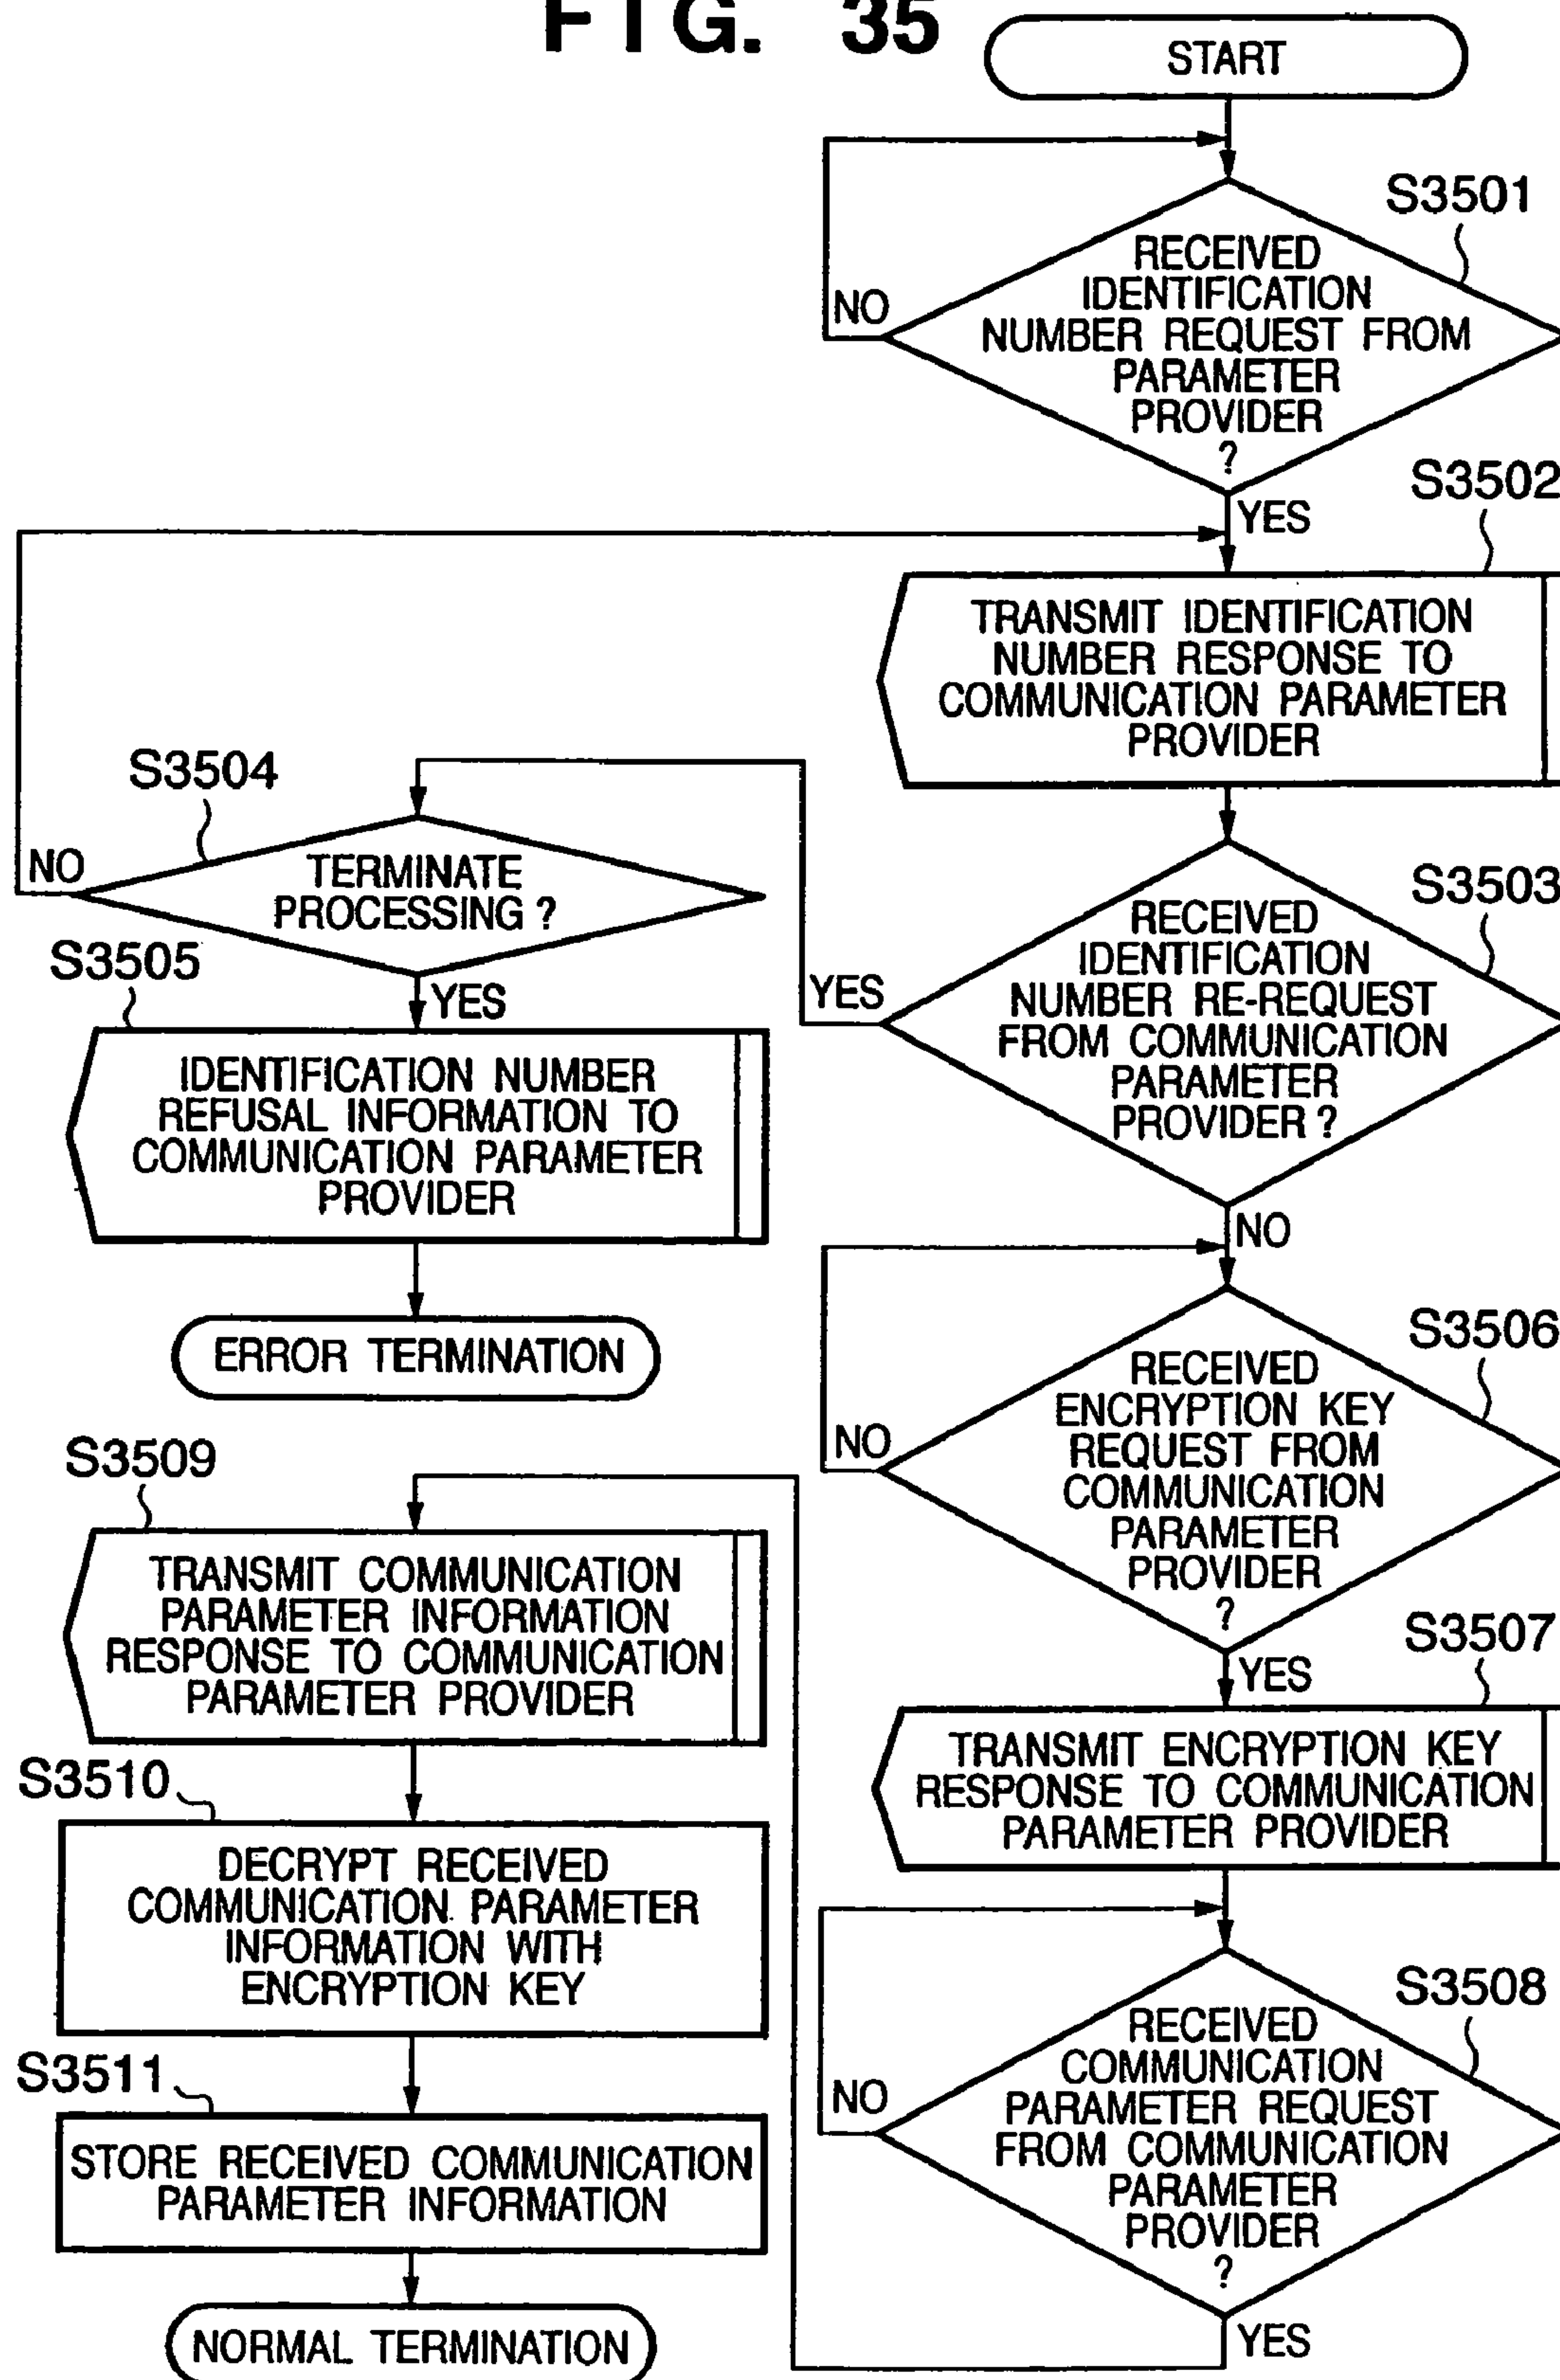 FIG. 35
START
S3501
RECEIVED
IDENTIFICATION
NUMBER REQUEST FROM
PARAMETER
PROVIDER
?
NO
YES
S3502
TRANSMIT IDENTIFICATION
NUMBER RESPONSE TO
COMMUNICATION PARAMETER
PROVIDER
S3503
RECEIVED
IDENTIFICATION
NUMBER RE-REQUEST
FROM COMMUNICATION
PARAMETER
PROVIDER ?
YES
NO
S3504
TERMINATE
PROCESSING ?
NO
YES
S3505
IDENTIFICATION NUMBER
REFUSAL INFORMATION TO
COMMUNICATION PARAMETER
PROVIDER
ERROR TERMINATION
S3506
RECEIVED
ENCRYPTION KEY
REQUEST FROM
COMMUNICATION
PARAMETER
PROVIDER
?
NO
YES
S3507
TRANSMIT ENCRYPTION KEY
RESPONSE TO COMMUNICATION
PARAMETER PROVIDER
S3508
RECEIVED
COMMUNICATION
PARAMETER REQUEST
FROM COMMUNICATION
PARAMETER
PROVIDER
?
NO
YES
S3509
TRANSMIT COMMUNICATION
PARAMETER INFORMATION
RESPONSE TO COMMUNICATION
PARAMETER PROVIDER
S3510
DECRYPT RECEIVED
COMMUNICATION PARAMETER
INFORMATION WITH
ENCRYPTION KEY
S3511
STORE RECEIVED COMMUNICATION
PARAMETER INFORMATION
NORMAL TERMINATION